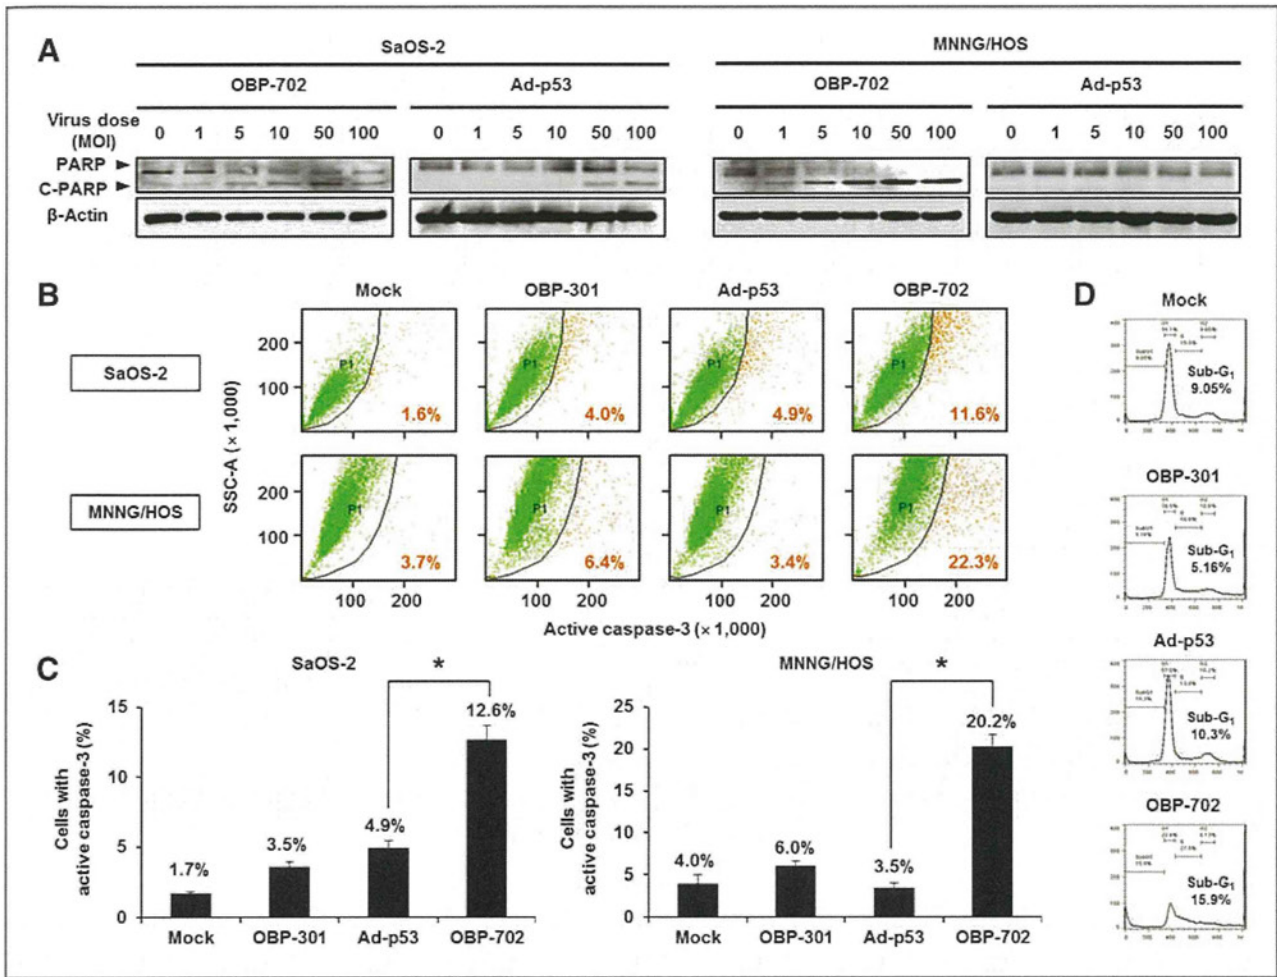 A
SaOS-2
MNNG/HOS
OBP-702
Ad-p53
OBP-702
Ad-p53
Virus dose (MOI)
0 1 5 10 50 100
0 1 5 10 50 100
0 1 5 10 50 100
0 1 5 10 50 100
PARP
C-PARP
β-Actin
B
Mock
OBP-301
Ad-p53
OBP-702
SaOS-2
SSC-A (× 1,000)
200
100
P1
1.6%
P1
4.0%
P1
4.9%
P1
11.6%
MNNG/HOS
200
100
P1
3.7%
P1
6.4%
P1
3.4%
P1
22.3%
100 200
100 200
100 200
100 200
Active caspase-3 (× 1,000)
C
SaOS-2
Cells with
active caspase-3 (%)
15
10
5
0
1.7%
3.5%
4.9%
12.6%
*
Mock
OBP-301
Ad-p53
OBP-702
MNNG/HOS
Cells with
active caspase-3 (%)
25
20
15
10
5
0
4.0%
6.0%
3.5%
20.2%
*
Mock
OBP-301
Ad-p53
OBP-702
D
Mock
Sub-G1
9.05%
OBP-301
Sub-G1
5.16%
Ad-p53
Sub-G1
10.3%
OBP-702
Sub-G1
15.9%